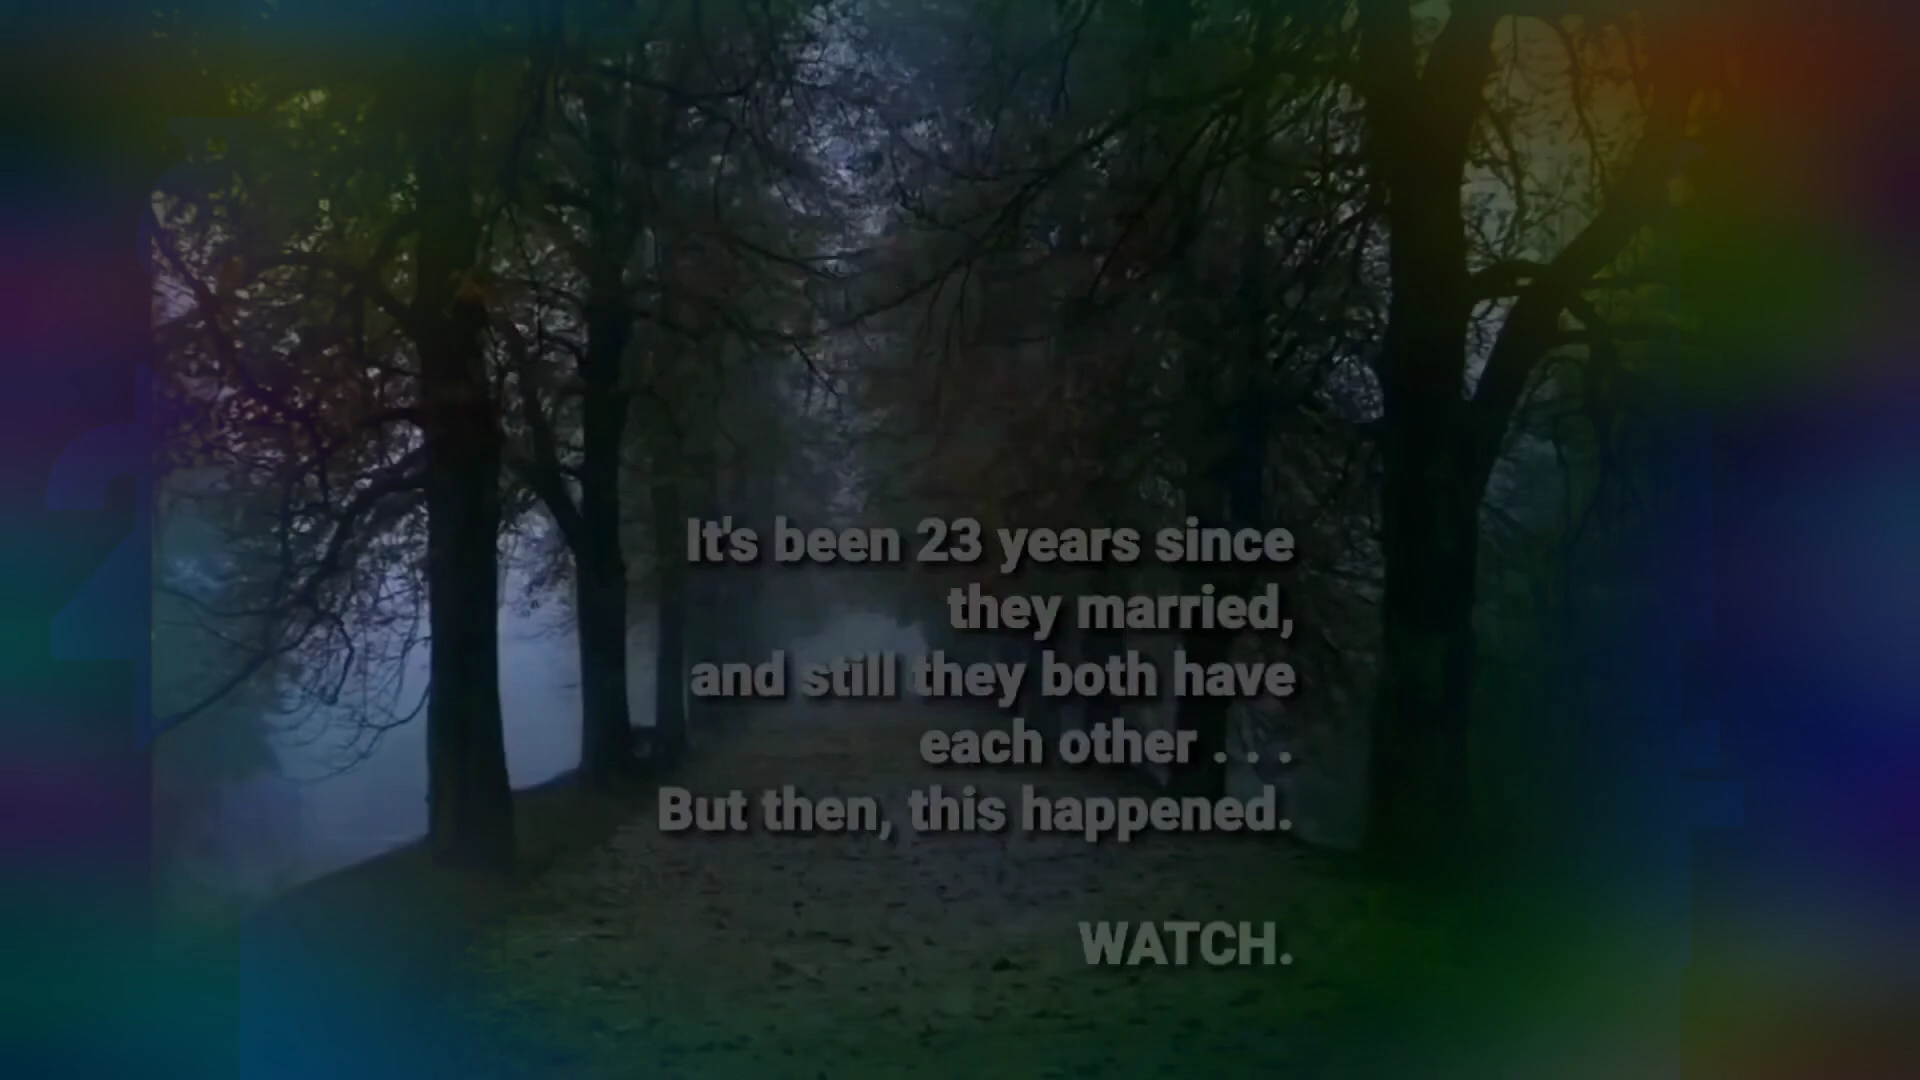 It's been 23 years since
they married,
and still they both have
each other . . .
But then, this happened.
WATCH.